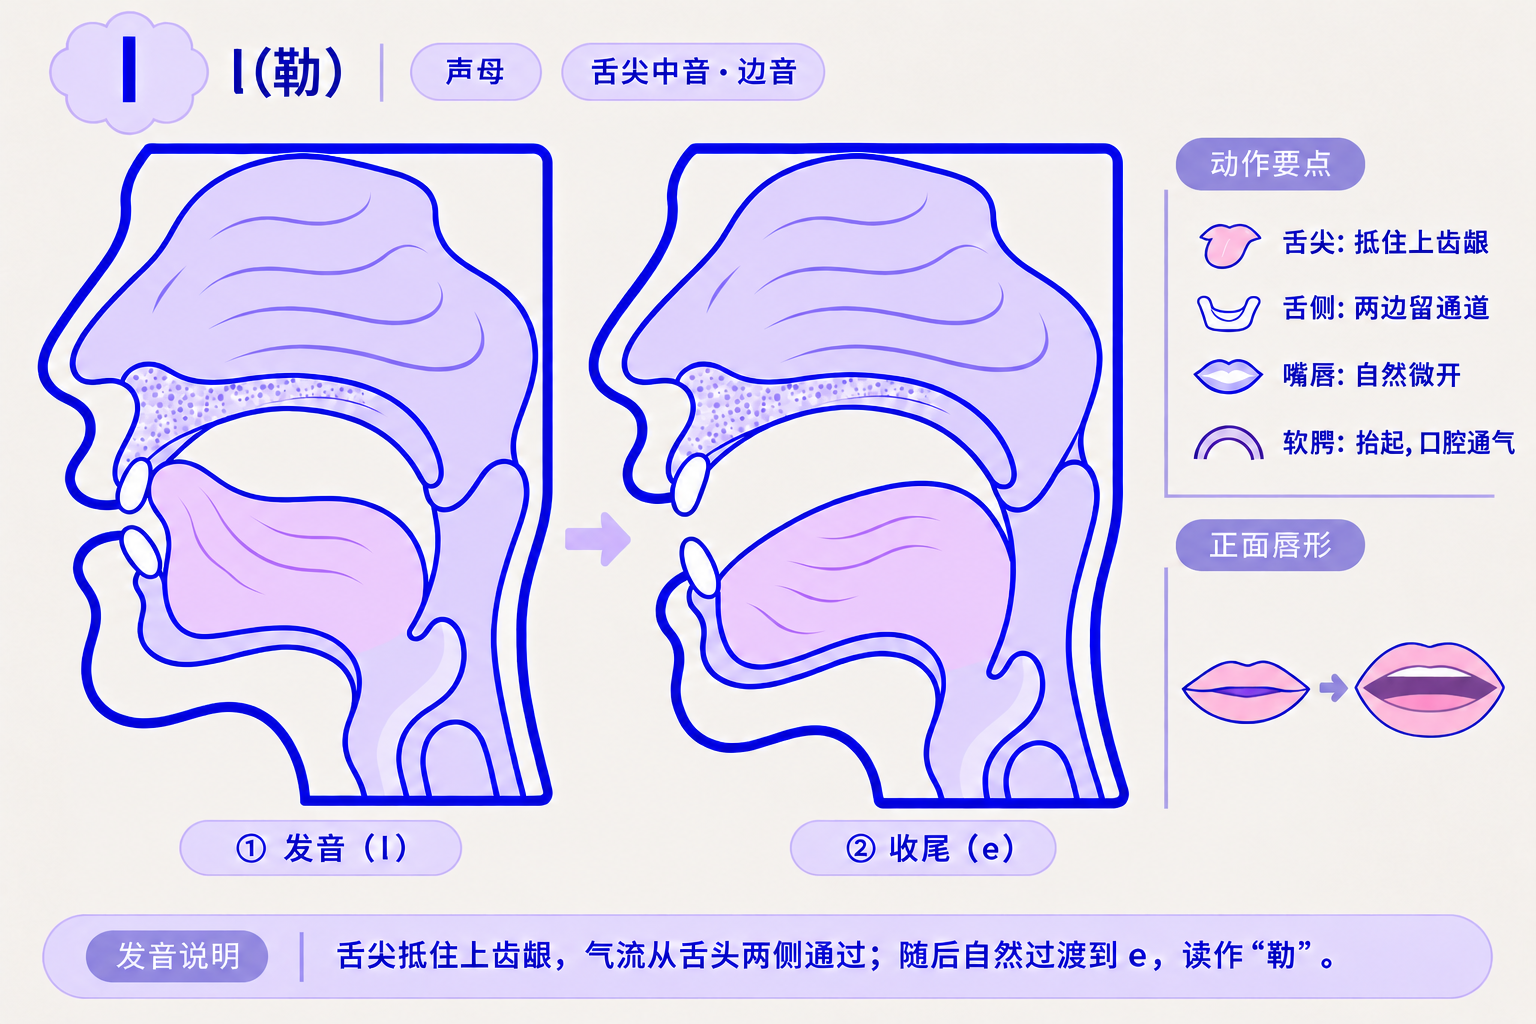 l
l(勒)
声母
舌尖中音·边音
动作要点
舌尖: 抵住上齿龈
舌侧: 两边留通道
嘴唇: 自然微开
软腭: 抬起, 口腔通气
正面唇形
① 发音（l）
② 收尾（e）
发音说明
舌尖抵住上齿龈，气流从舌头两侧通过；随后自然过渡到 e，读作“勒”。